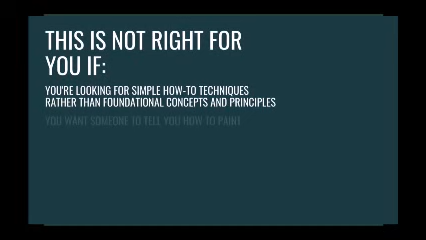 THIS IS NOT RIGHT FOR
YOU IF:
YOU'RE LOOKING FOR SIMPLE HOW-TO TECHNIQUES
RATHER THAN FOUNDATIONAL CONCEPTS AND PRINCIPLES
YOU WANT SOMEONE TO TELL YOU HOW TO PAINT